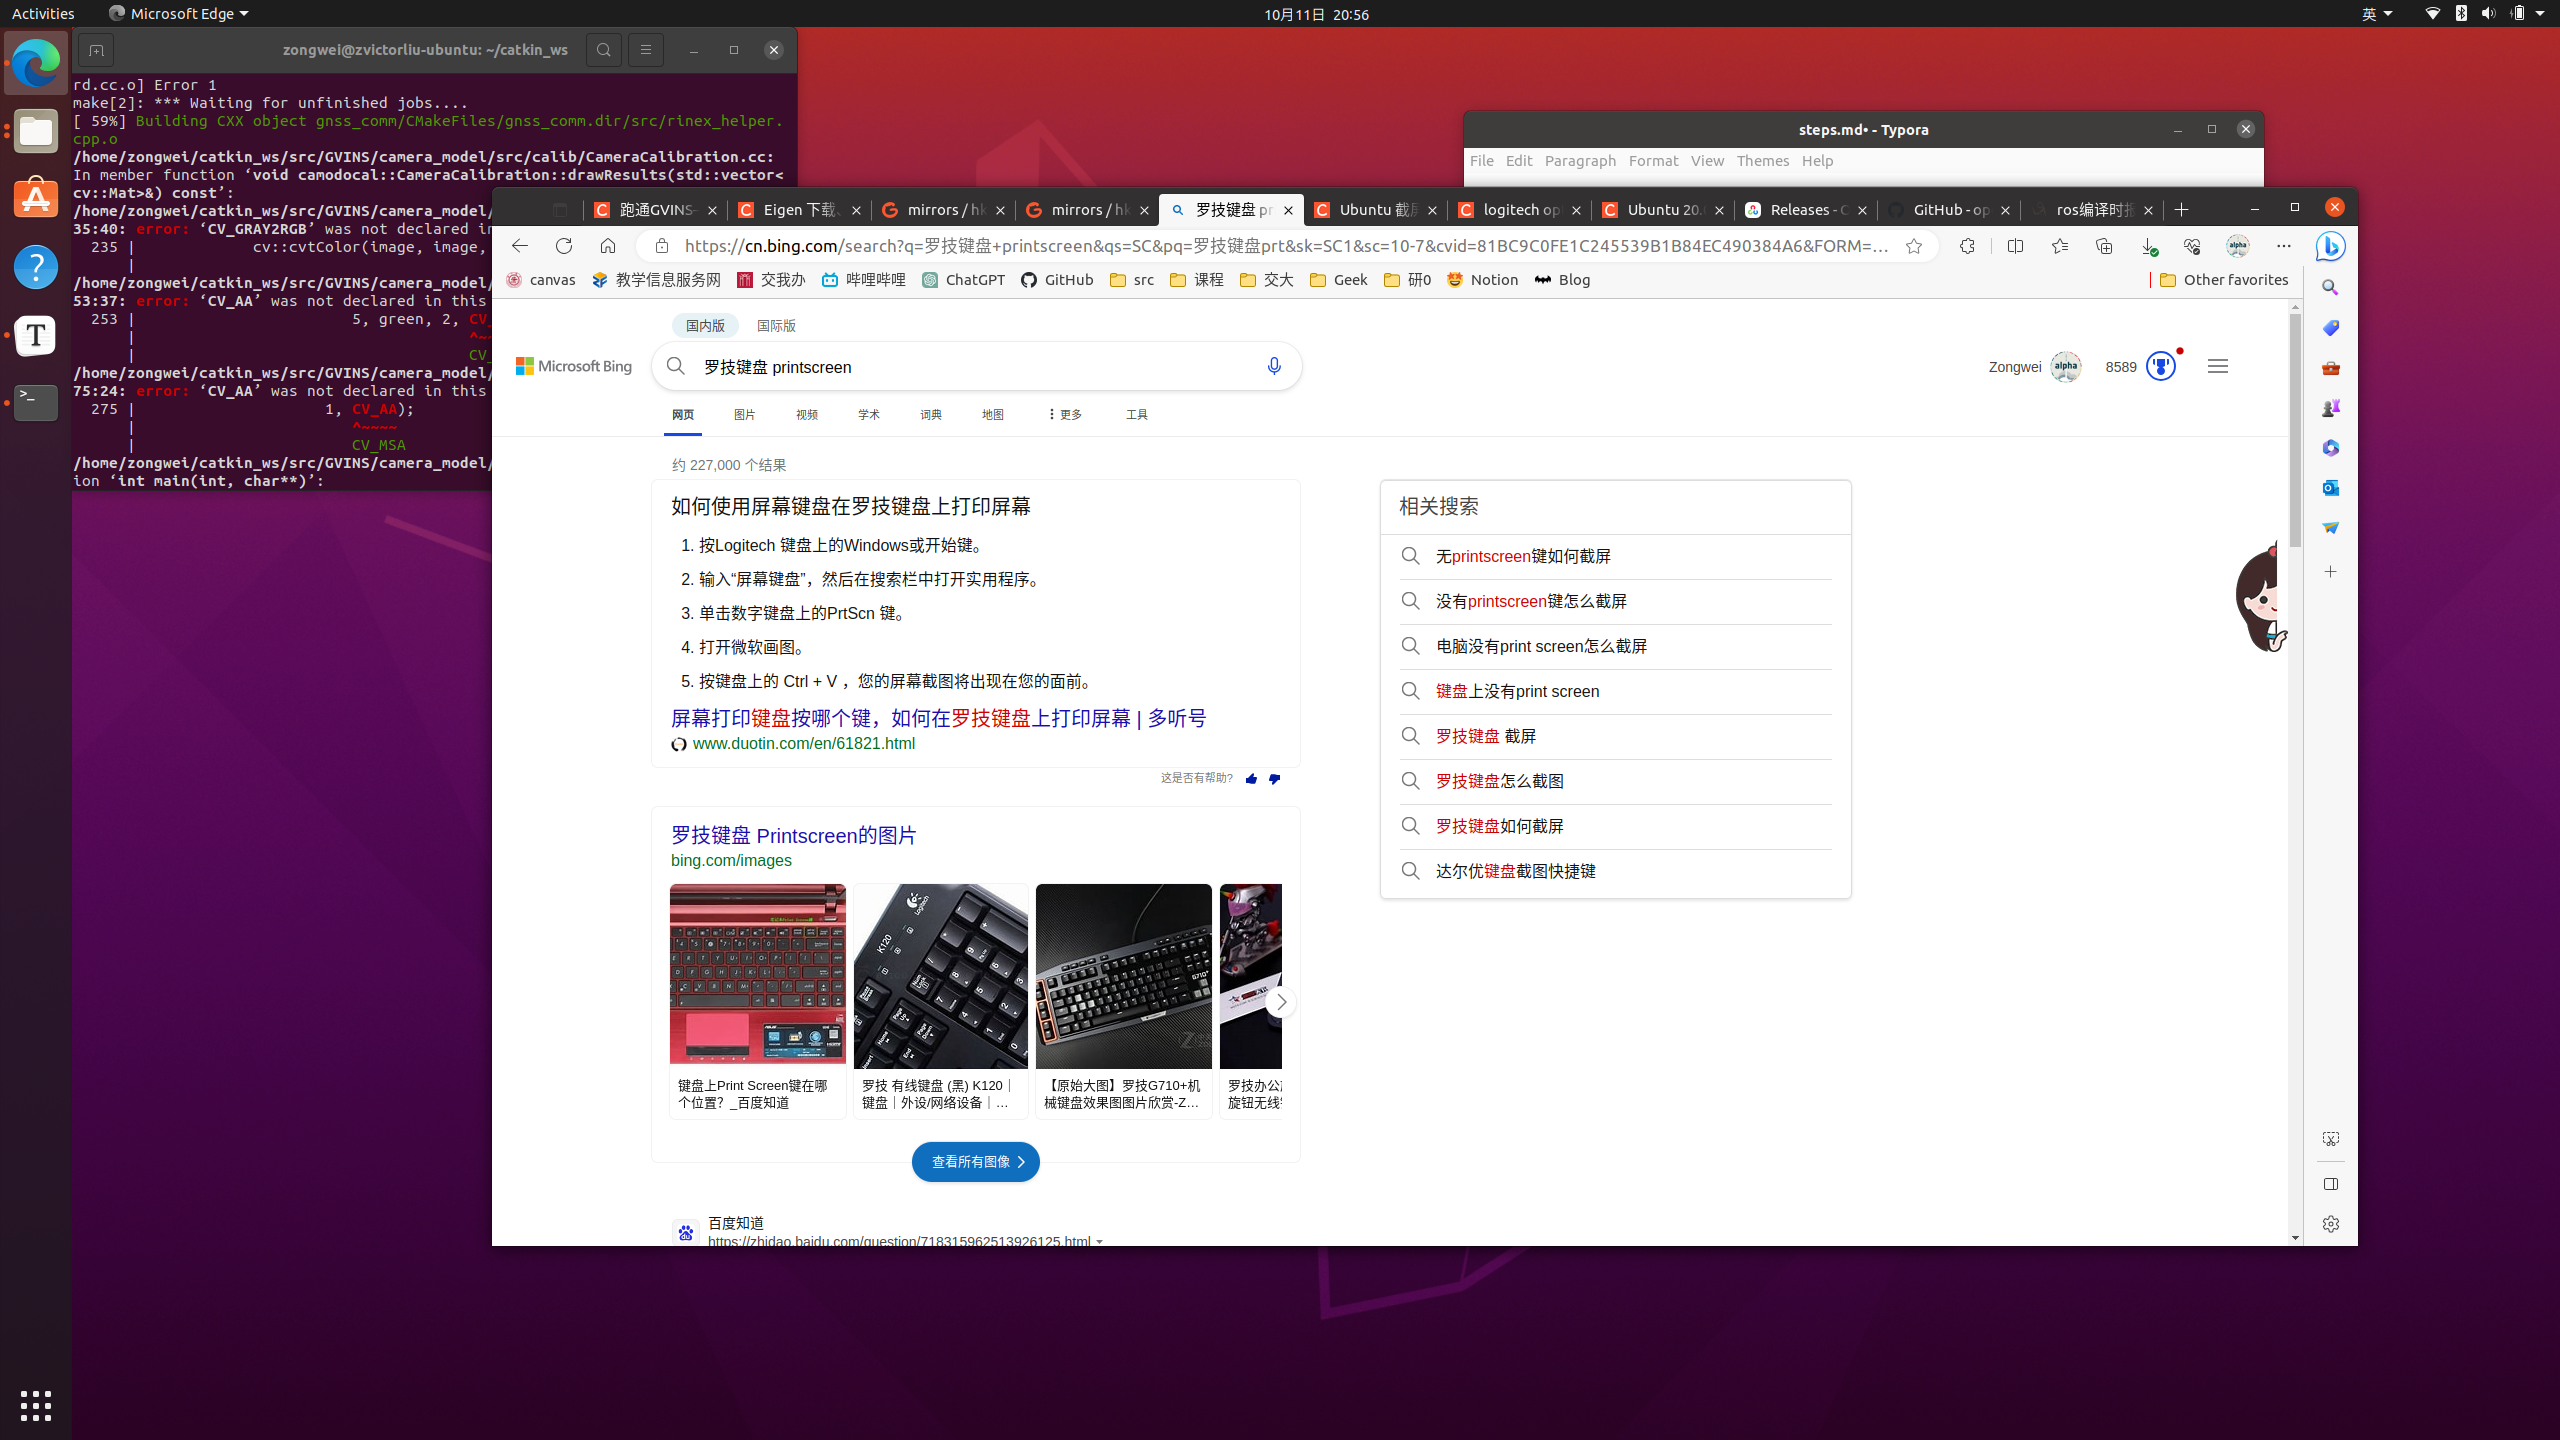 Activities
Microsoft Edge
10月11日 20:56
英
zongwei@zvictorliu-ubuntu: ~/catkin_ws
rd.cc.o] Error 1
make[2]: *** Waiting for unfinished jobs....
[ 59%] Building CXX object gnss_comm/CMakeFiles/gnss_comm.dir/src/rinex_helper.
cpp.o
/home/zongwei/catkin_ws/src/GVINS/camera_model/src/calib/CameraCalibration.cc:
In member function ‘void camodocal::CameraCalibration::drawResults(std::vector<
cv::Mat>&) const’:
/home/zongwei/catkin_ws/src/GVINS/camera_model/
35:40: error: ‘CV_GRAY2RGB’ was not declared in
235 | cv::cvtColor(image, image,
|
/home/zongwei/catkin_ws/src/GVINS/camera_model/
53:37: error: ‘CV_AA’ was not declared in this
253 | 5, green, 2, CV_
| ^~~
| CV_
/home/zongwei/catkin_ws/src/GVINS/camera_model/
75:24: error: ‘CV_AA’ was not declared in this
275 | 1, CV_AA);
| ^~~~~
| CV_MSA
/home/zongwei/catkin_ws/src/GVINS/camera_model/
ion ‘int main(int, char**)’:
steps.md• - Typora
File Edit Paragraph Format View Themes Help
跑通GVINS-
Eigen 下载、
mirrors / hk
mirrors / hk
罗技键盘 pr
Ubuntu 截屏
logitech op
Ubuntu 20.
Releases - C
GitHub - op
ros编译时报
https://cn.bing.com/search?q=罗技键盘+printscreen&qs=SC&pq=罗技键盘prt&sk=SC1&sc=10-7&cvid=81BC9C0FE1C245539B1B84EC490384A6&FORM=...
canvas
教学信息服务网
交我办
哔哩哔哩
ChatGPT
GitHub
src
课程
交大
Geek
研0
Notion
Blog
Other favorites
国内版 国际版
Microsoft Bing
罗技键盘 printscreen
Zongwei
alpha
8589
网页 图片 视频 学术 词典 地图 更多 工具
约 227,000 个结果
如何使用屏幕键盘在罗技键盘上打印屏幕
1. 按Logitech 键盘上的Windows或开始键。
2. 输入“屏幕键盘”，然后在搜索栏中打开实用程序。
3. 单击数字键盘上的PrtScn 键。
4. 打开微软画图。
5. 按键盘上的 Ctrl + V ，您的屏幕截图将出现在您的面前。
屏幕打印键盘按哪个键，如何在罗技键盘上打印屏幕 | 多听号
www.duotin.com/en/61821.html
这是否有帮助?
相关搜索
无printscreen键如何截屏
没有printscreen键怎么截屏
电脑没有print screen怎么截屏
键盘上没有print screen
罗技键盘 截屏
罗技键盘怎么截图
罗技键盘如何截屏
达尔优键盘截图快捷键
罗技键盘 Printscreen的图片
bing.com/images
Logitech
K120
G710+
键盘上Print Screen键在哪
个位置？_百度知道
罗技 有线键盘 (黑) K120｜
键盘｜外设/网络设备｜...
【原始大图】罗技G710+机
械键盘效果图图片欣赏-Z...
罗技办公
旋钮无线
查看所有图像
百度知道
https://zhidao.baidu.com/question/718315962513926125.html